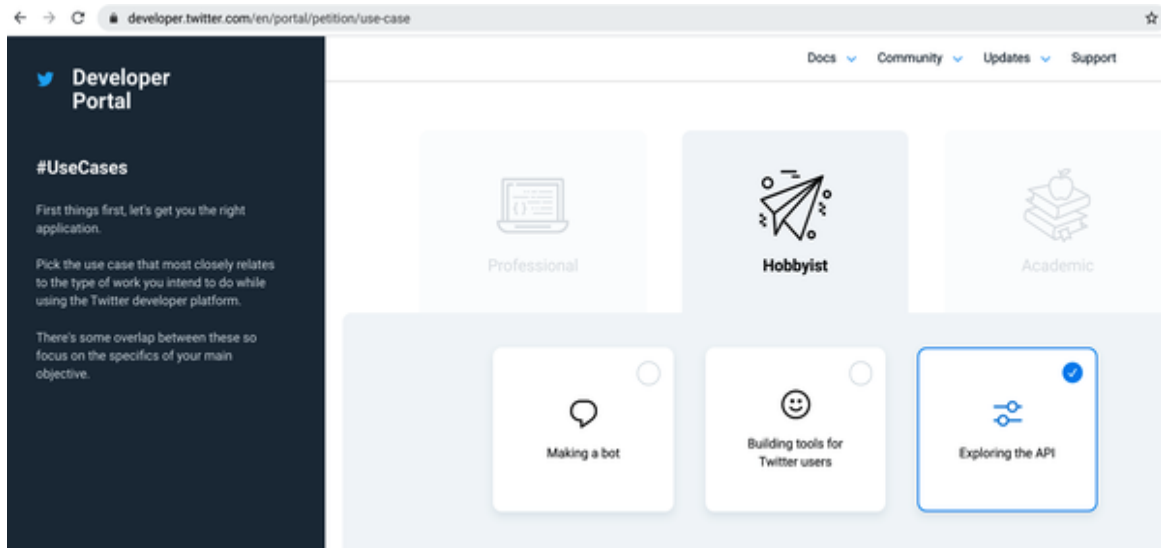 developer.twitter.com/en/portal/petition/use-case
Docs
Community
Updates
Support
Developer
Portal
#UseCases
First things first, let's get you the right
application.
Pick the use case that most closely relates
to the type of work you intend to do while
using the Twitter developer platform.
There's some overlap between these so
focus on the specifics of your main
objective.
Professional
Hobbyist
Academic
Making a bot
Building tools for
Twitter users
Exploring the API